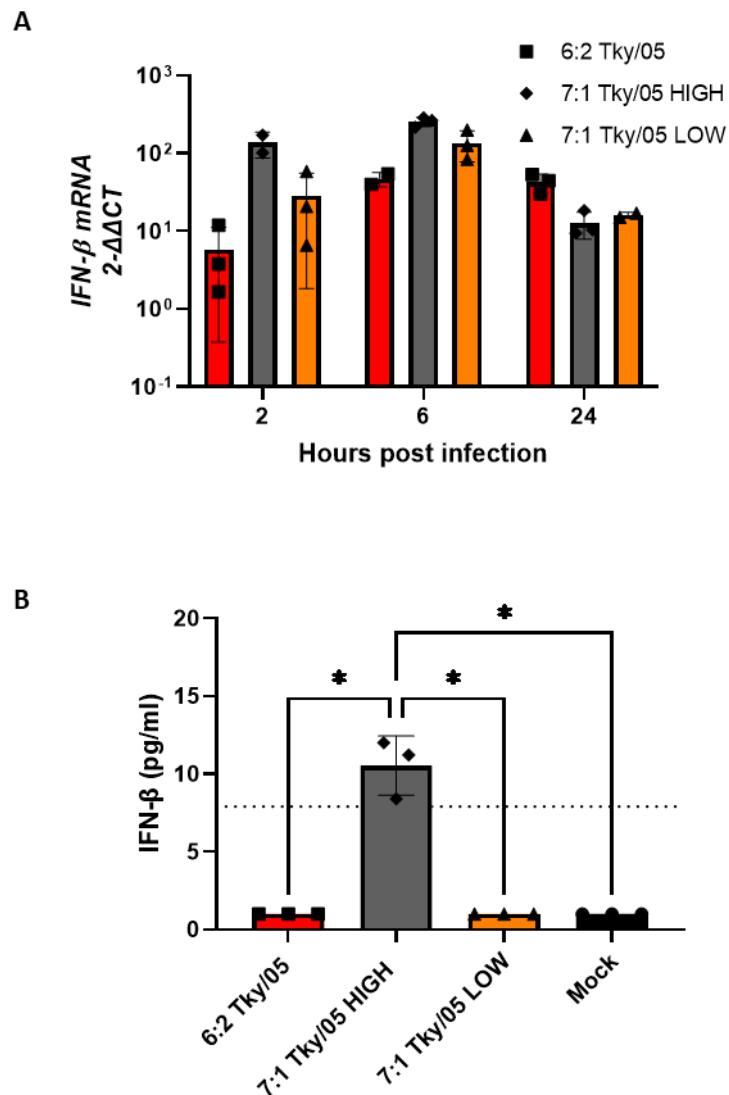 A
6:2 Tky/05
7:1 Tky/05 HIGH
7:1 Tky/05 LOW
10³
10²
10¹
10⁰
10⁻¹
IFN-β mRNA
2-ΔΔCT
2
6
24
Hours post infection
B
*
*
*
20
15
10
5
0
IFN-β (pg/ml)
6:2 Tky/05
7:1 Tky/05 HIGH
7:1 Tky/05 LOW
Mock